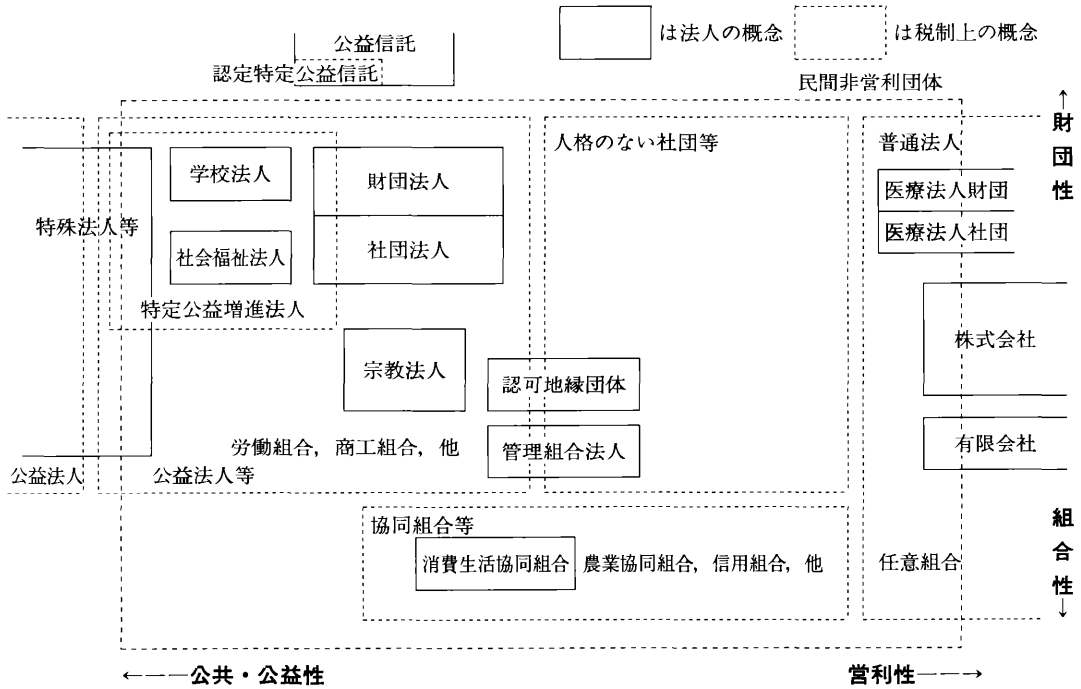 は法人の概念
は税制上の概念
公益信託
認定特定公益信託
民間非営利団体
↑財団性
人格のない社団等
普通法人
学校法人
財団法人
医療法人財団
特殊法人等
社会福祉法人
社団法人
医療法人社団
特定公益増進法人
宗教法人
株式会社
認可地縁団体
労働組合，商工組合，他
管理組合法人
有限会社
公益法人
公益法人等
協同組合等
消費生活協同組合
農業協同組合，信用組合，他
任意組合
組合性↓
←――公共・公益性
営利性――→